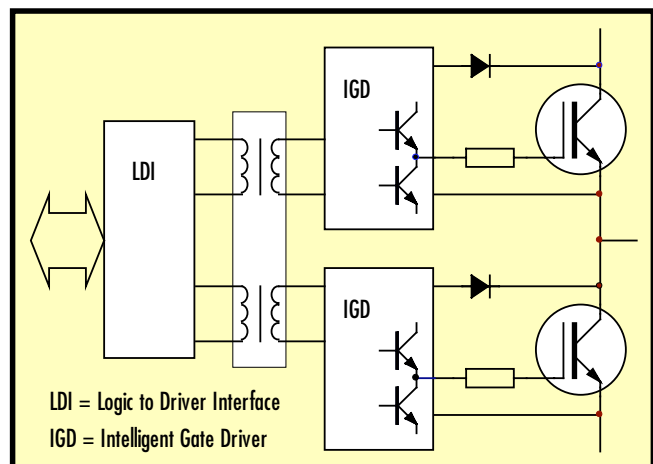 IGD
LDI
IGD
LDI = Logic to Driver Interface
IGD = Intelligent Gate Driver